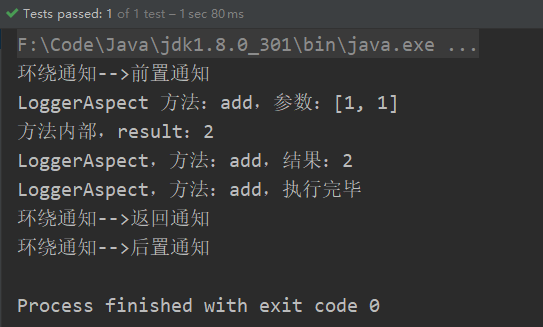 Tests passed: 1 of 1 test – 1 sec 80 ms
F:\Code\Java\jdk1.8.0_301\bin\java.exe ...
环绕通知-->前置通知
LoggerAspect 方法：add，参数：[1, 1]
方法内部，result：2
LoggerAspect，方法：add，结果：2
LoggerAspect，方法：add，执行完毕
环绕通知-->返回通知
环绕通知-->后置通知
Process finished with exit code 0